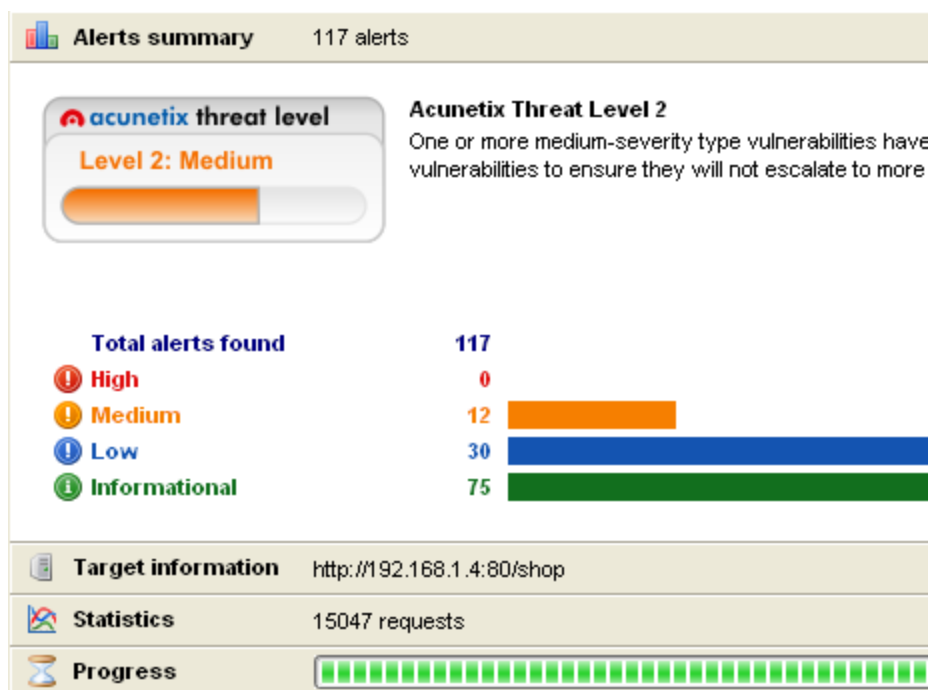 Alerts summary 117 alerts
acunetix threat level
Level 2: Medium
Acunetix Threat Level 2
One or more medium-severity type vulnerabilities have
vulnerabilities to ensure they will not escalate to more
Total alerts found 117
High 0
Medium 12
Low 30
Informational 75
Target information http://192.168.1.4:80/shop
Statistics 15047 requests
Progress